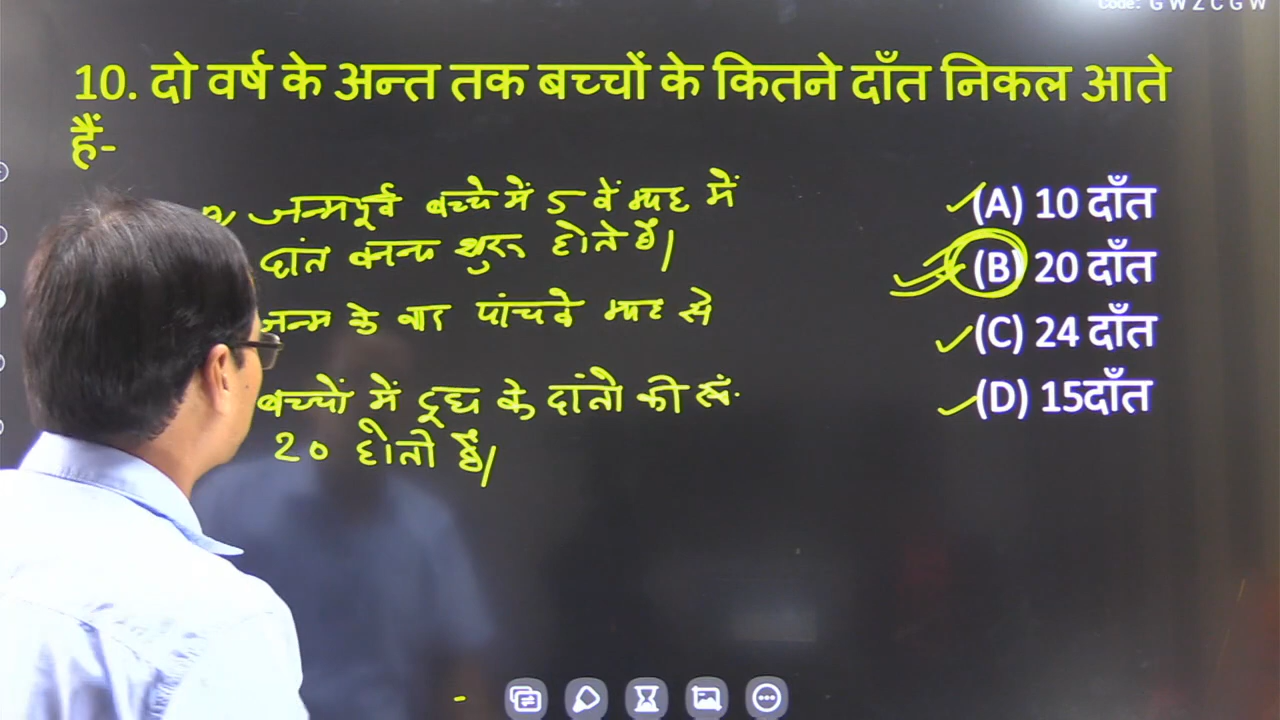 Code: G W Z C G W
10. दो वर्ष के अन्त तक बच्चों के कितने दाँत निकल आते
हैं-
जन्मपूर्व बच्चे में 5 वें माह में
दांत बनना शुरू होते हैं।
जन्म के बाद पांचवे माह से
बच्चों में दूध के दांतो की सं.
20 होती हैं।
(A) 10 दाँत
(B) 20 दाँत
(C) 24 दाँत
(D) 15दाँत